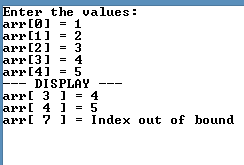 Enter the values:
arr[0] = 1
arr[1] = 2
arr[2] = 3
arr[3] = 4
arr[4] = 5
--- DISPLAY ---
arr[ 3 ] = 4
arr[ 4 ] = 5
arr[ 7 ] = Index out of bound